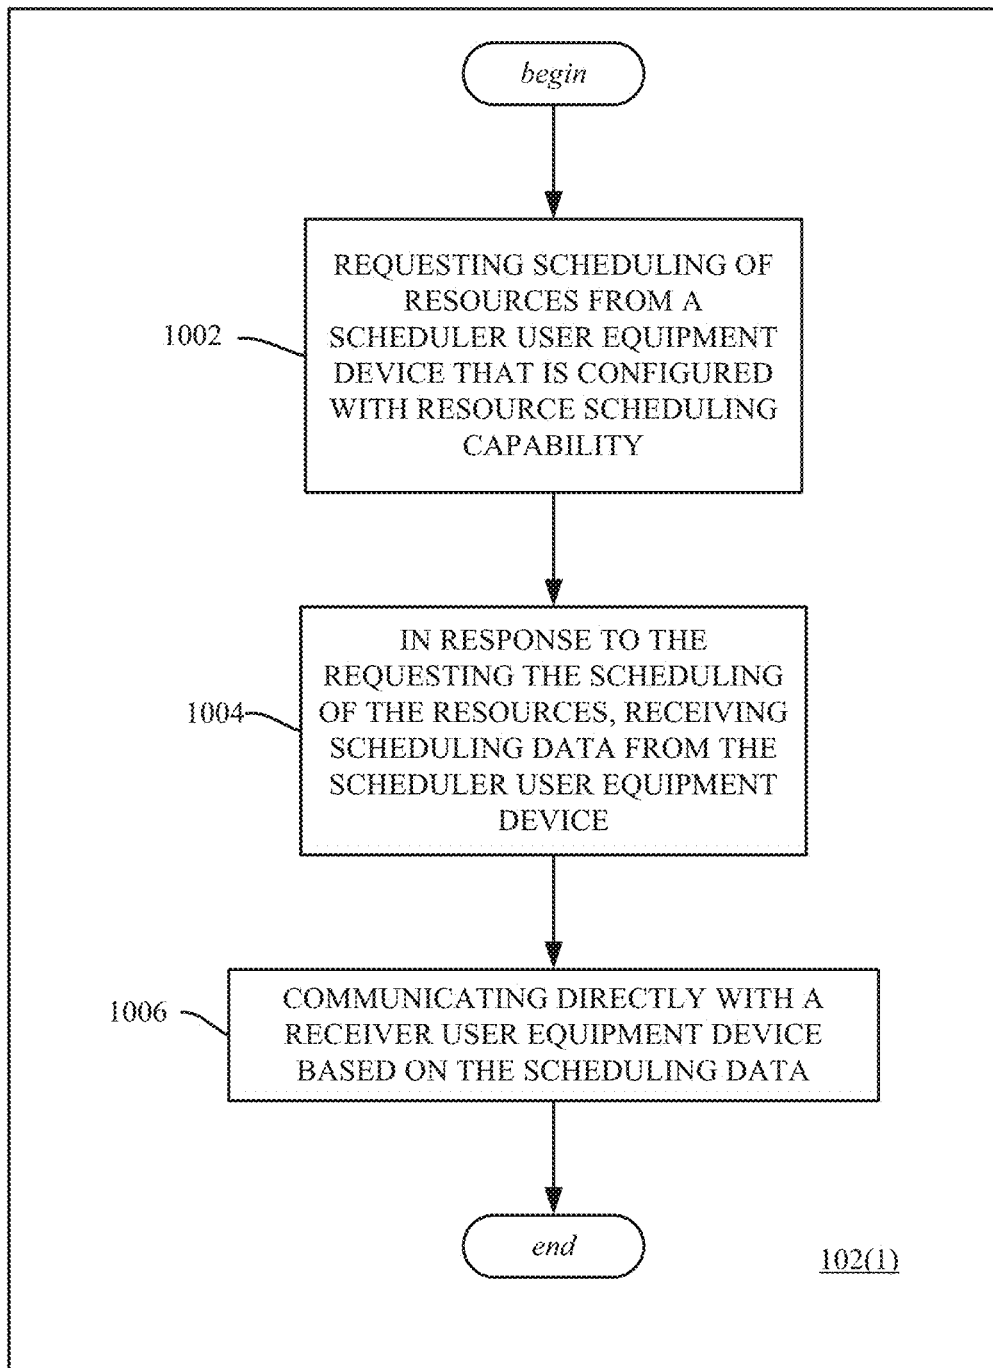 begin
REQUESTING SCHEDULING OF
RESOURCES FROM A
SCHEDULER USER EQUIPMENT
DEVICE THAT IS CONFIGURED
WITH RESOURCE SCHEDULING
CAPABILITY
1002
IN RESPONSE TO THE
REQUESTING THE SCHEDULING
OF THE RESOURCES, RECEIVING
SCHEDULING DATA FROM THE
SCHEDULER USER EQUIPMENT
DEVICE
1004
COMMUNICATING DIRECTLY WITH A
RECEIVER USER EQUIPMENT DEVICE
BASED ON THE SCHEDULING DATA
1006
end
102(1)